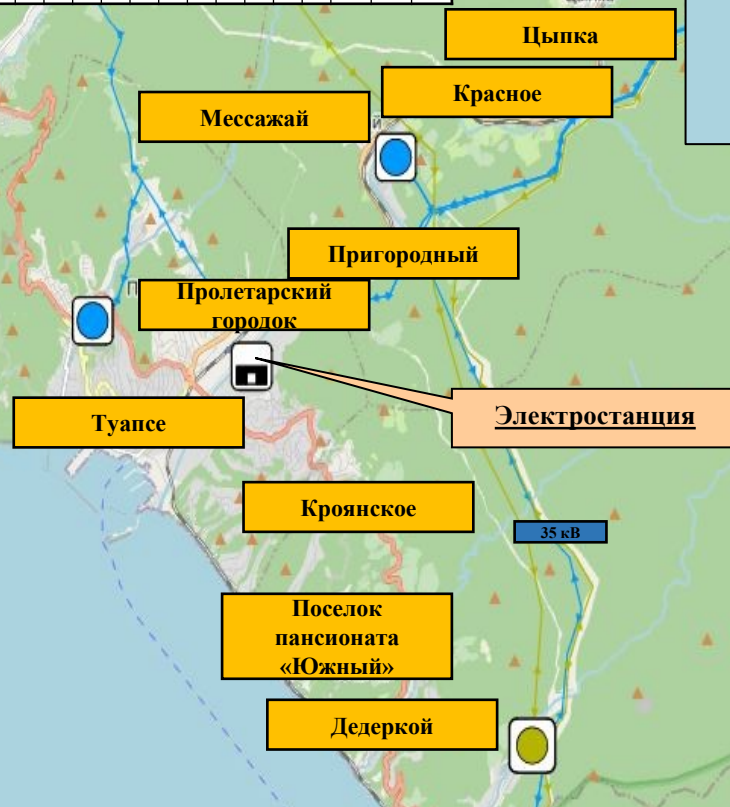 Цыпка
Красное
Мессажай
й
Пригородный
П
Пролетарский
городок
Туапсе
Электростанция
Кроянское
35 кВ
Поселок
пансионата
«Южный»
Дедеркой